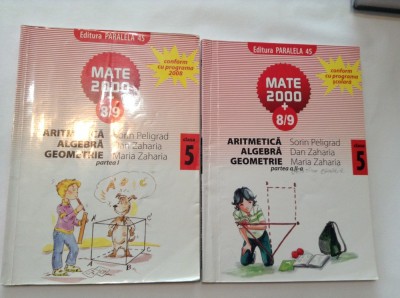 Editura PARALELA 45
conform
cu programa
2008
MATE
2000
+
8/9
ARITMETICĂ
ALGEBRĂ
GEOMETRIE
partea I
Sorin Peligrad
Dan Zaharia
Maria Zaharia
clasa
5
Editura PARALELA 45
conform
cu programa
școlară
MATE
2000
+
8/9
ARITMETICĂ
ALGEBRĂ
GEOMETRIE
partea a II-a
Sorin Peligrad
Dan Zaharia
Maria Zaharia
clasa
5